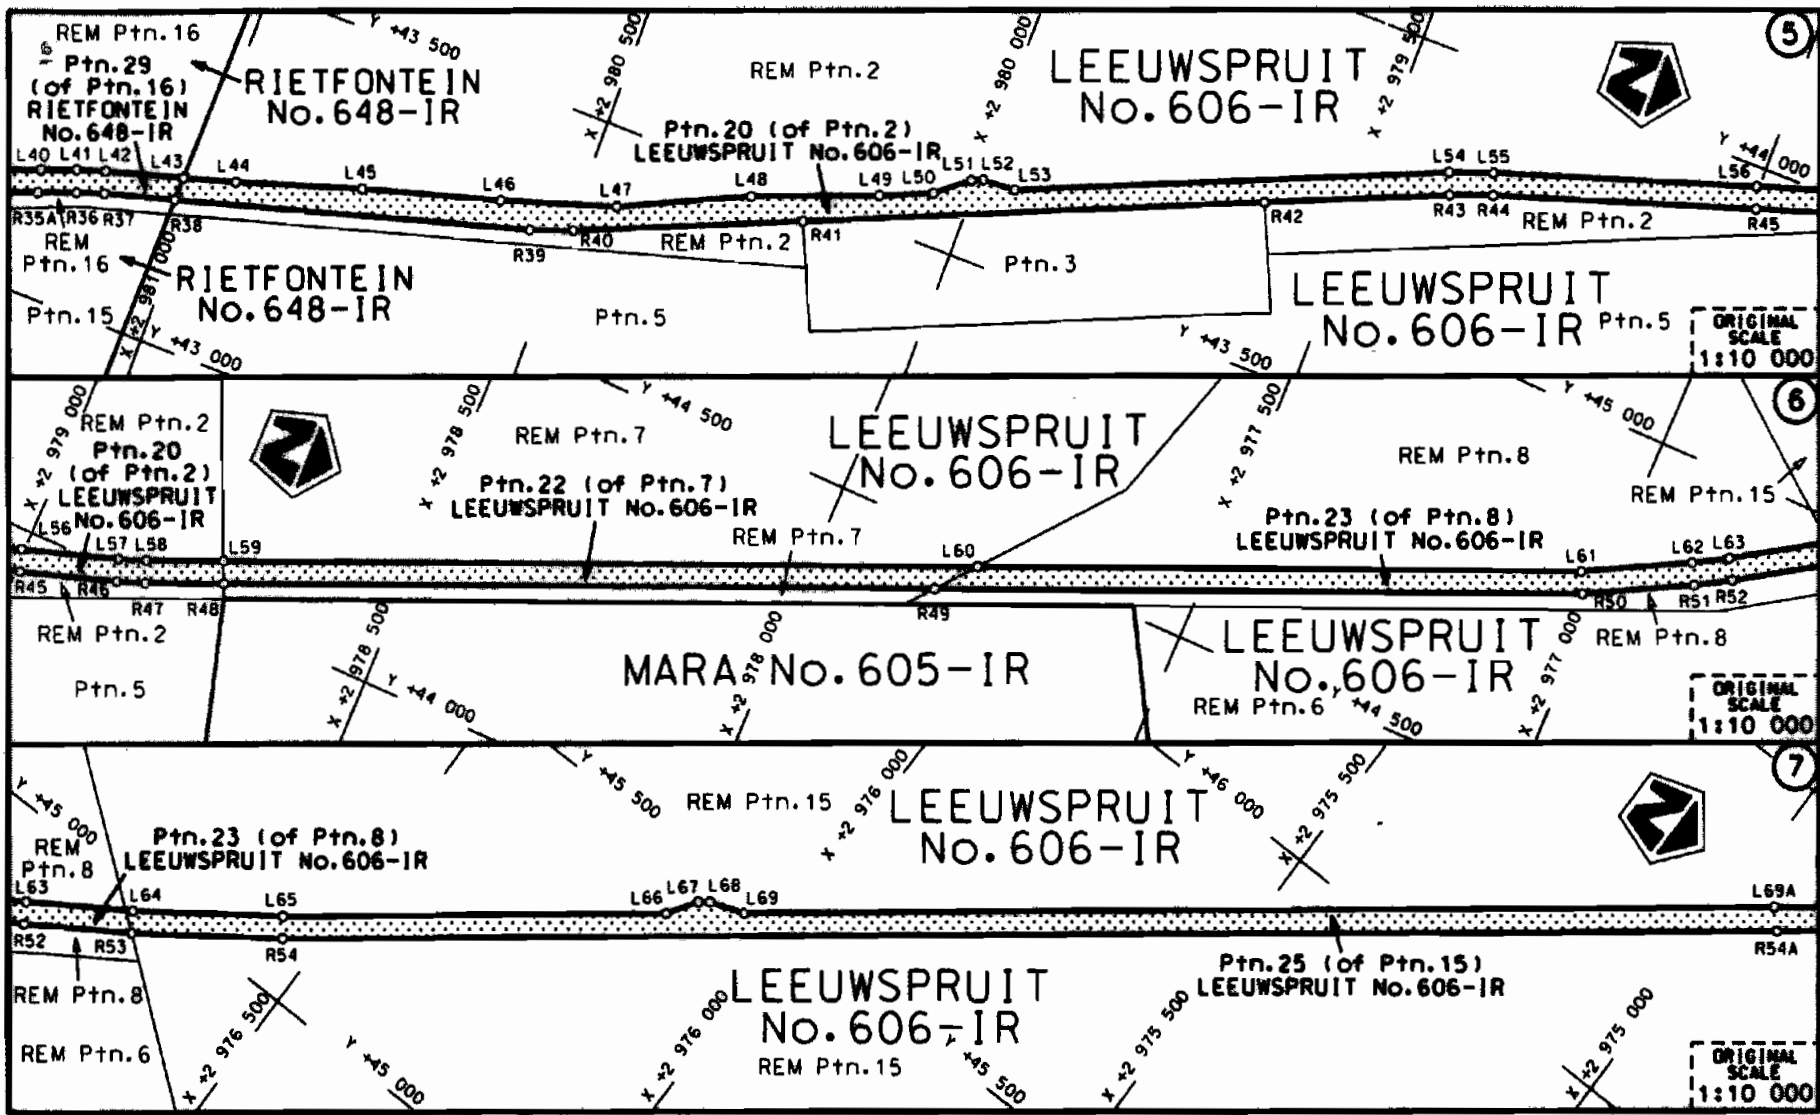 5
REM Ptn.16
Y +43 500
X +2 980 500
X +2 980 000
X +2 979 500
Ptn.29
(of Ptn.16)
RIETFONTEIN
No.648-IR
RIETFONTEIN
No.648-IR
REM Ptn.2
LEEUWSPRUIT
No.606-IR
Ptn.20 (of Ptn.2)
LEEUWSPRUIT No.606-IR
Y +44 000
L40 L41 L42 L43 L44 L45 L46 L47 L48 L49 L50 L51 L52 L53 L54 L55 L56
R35A R36 R37 R38 R39 R40 R41 R42 R43 R44 R45
REM
Ptn.16
REM Ptn.2
REM Ptn.2
Ptn.3
RIETFONTEIN
No.648-IR
X +2 981 000
Ptn.15
Y +43 000
Ptn.5
Y +43 500
LEEUWSPRUIT
No.606-IR
Ptn.5
ORIGINAL
SCALE
1:10 000
6
X +2 979 000
REM Ptn.2
Ptn.20
(of Ptn.2)
LEEUWSPRUIT
No.606-IR
X +2 978 500
REM Ptn.7
Y +44 500
LEEUWSPRUIT
No.606-IR
X +2 977 500
Y +45 000
REM Ptn.8
REM Ptn.15
Ptn.22 (of Ptn.7)
LEEUWSPRUIT No.606-IR
REM Ptn.7
Ptn.23 (of Ptn.8)
LEEUWSPRUIT No.606-IR
L56 L57 L58 L59 L60 L61 L62 L63
R45 R46 R47 R48 R49 R50 R51 R52
REM Ptn.2
Ptn.5
X +2 978 500
Y +44 000
MARA No.605-IR
X +2 978 000
LEEUWSPRUIT
No.606-IR
REM Ptn.8
REM Ptn.6
Y +44 500
X +2 977 000
ORIGINAL
SCALE
1:10 000
7
Y +45 000
REM
Ptn.8
Ptn.23 (of Ptn.8)
LEEUWSPRUIT No.606-IR
Y +45 500
REM Ptn.15
X +2 976 000
LEEUWSPRUIT
No.606-IR
Y +46 000
X +2 975 500
L63 L64 L65 L66 L67 L68 L69 L69A
R52 R53 R54 R54A
REM Ptn.8
REM Ptn.6
X +2 976 500
Y +45 000
X +2 976 000
LEEUWSPRUIT
No.606-IR
REM Ptn.15
Y +45 500
X +2 975 500
Ptn.25 (of Ptn.15)
LEEUWSPRUIT No.606-IR
X +2 975 000
ORIGINAL
SCALE
1:10 000